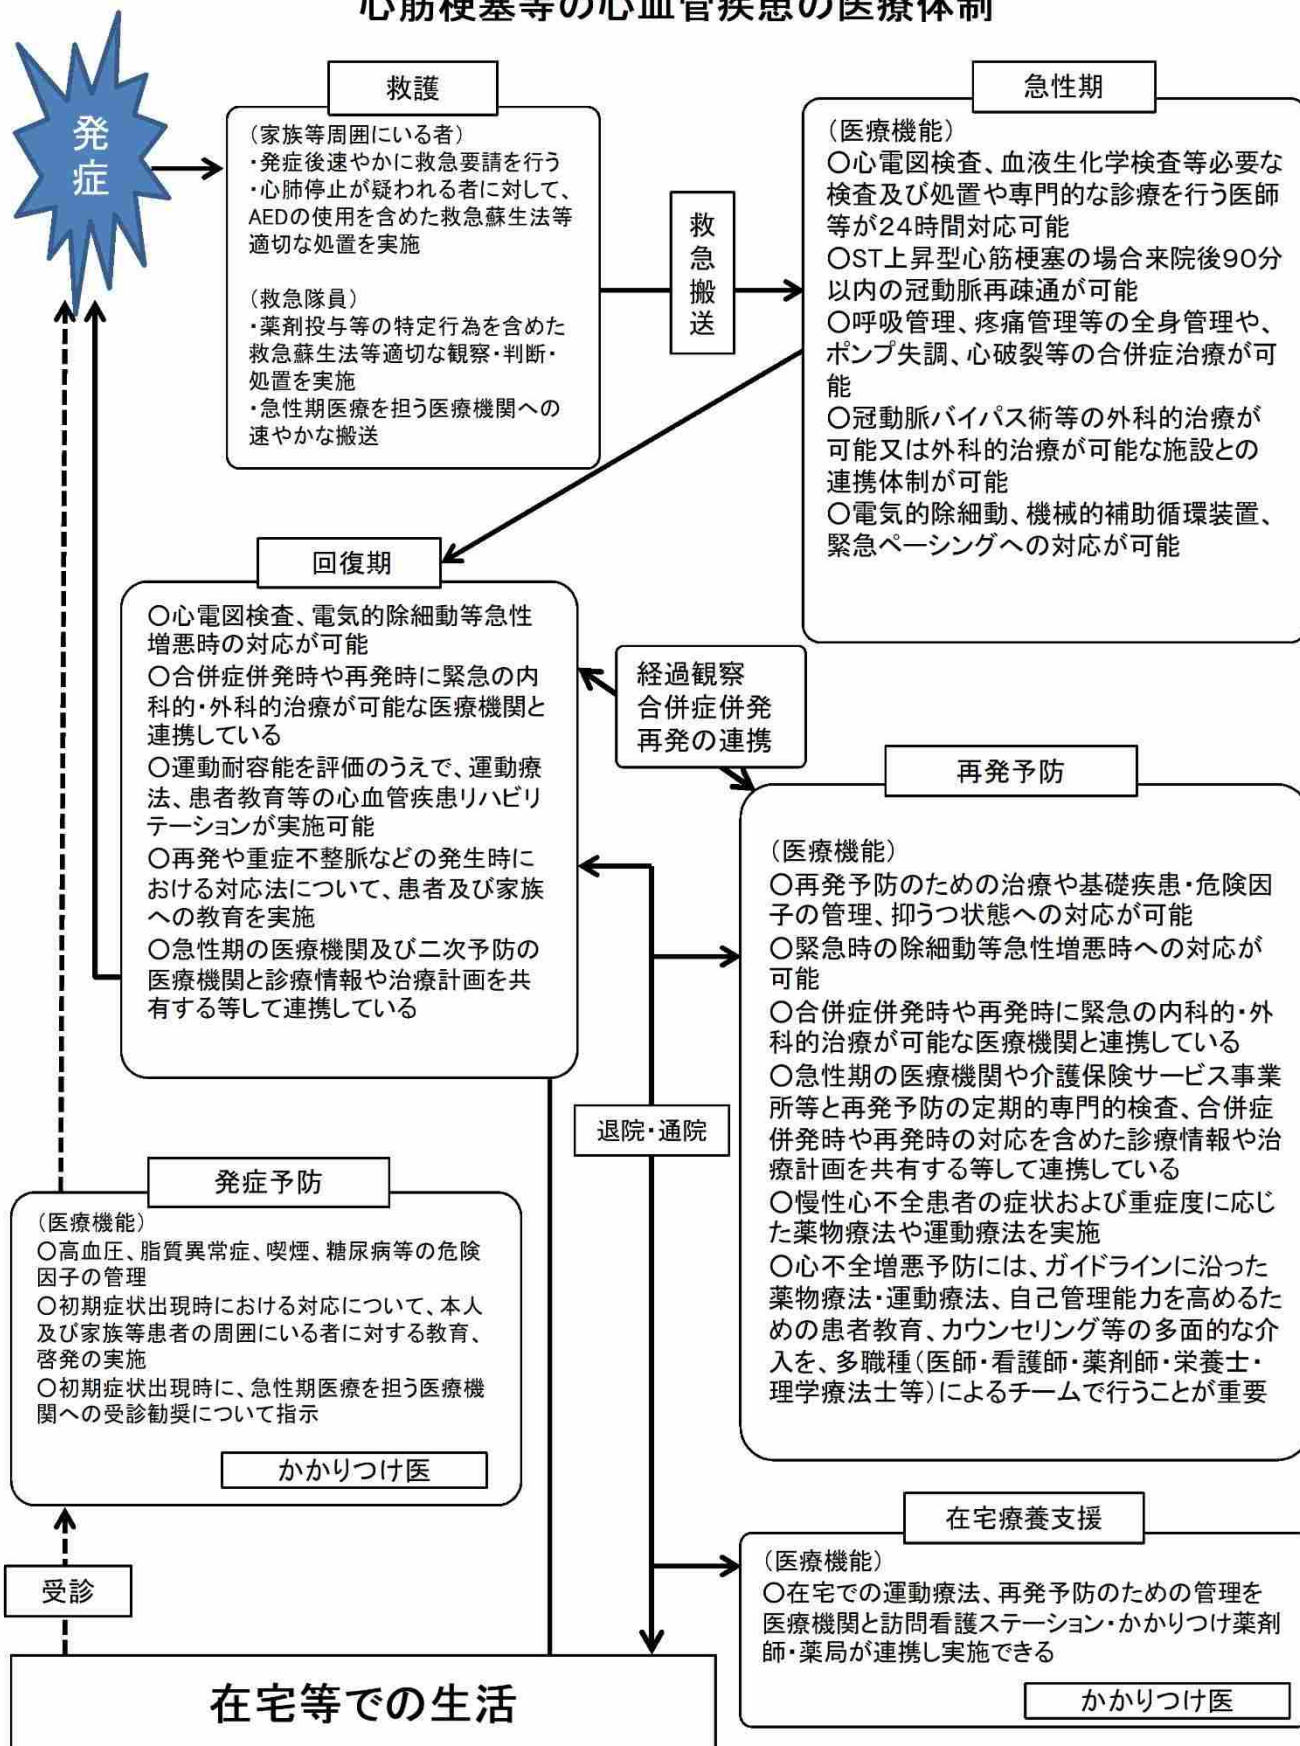 心筋梗塞等の心血管疾患の医療体制
発症
救護
(家族等周囲にいる者)
・発症後速やかに救急要請を行う
・心肺停止が疑われる者に対して、
AEDの使用を含めた救急蘇生法等
適切な処置を実施
(救急隊員)
・薬剤投与等の特定行為を含めた
救急蘇生法等適切な観察・判断・
処置を実施
・急性期医療を担う医療機関への
速やかな搬送
救急搬送
急性期
(医療機能)
○心電図検査、血液生化学検査等必要な
検査及び処置や専門的な診療を行う医師
等が24時間対応可能
○ST上昇型心筋梗塞の場合来院後90分
以内の冠動脈再疎通が可能
○呼吸管理、疼痛管理等の全身管理や、
ポンプ失調、心破裂等の合併症治療が可
能
○冠動脈バイパス術等の外科的治療が
可能又は外科的治療が可能な施設との
連携体制が可能
○電気的除細動、機械的補助循環装置、
緊急ペーシングへの対応が可能
回復期
○心電図検査、電気的除細動等急性
増悪時の対応が可能
○合併症併発時や再発時に緊急の内
科的・外科的治療が可能な医療機関と
連携している
○運動耐容能を評価のうえで、運動療
法、患者教育等の心血管疾患リハビリ
テーションが実施可能
○再発や重症不整脈などの発生時に
おける対応法について、患者及び家族
への教育を実施
○急性期の医療機関及び二次予防の
医療機関と診療情報や治療計画を共
有する等して連携している
経過観察
合併症併発
再発の連携
再発予防
(医療機能)
○再発予防のための治療や基礎疾患・危険因
子の管理、抑うつ状態への対応が可能
○緊急時の除細動等急性増悪時への対応が
可能
○合併症併発時や再発時に緊急の内科的・外
科的治療が可能な医療機関と連携している
○急性期の医療機関や介護保険サービス事業
所等と再発予防の定期的専門的検査、合併症
併発時や再発時の対応を含めた診療情報や治
療計画を共有する等して連携している
○慢性心不全患者の症状および重症度に応じ
た薬物療法や運動療法を実施
○心不全増悪予防には、ガイドラインに沿った
薬物療法・運動療法、自己管理能力を高めるた
めの患者教育、カウンセリング等の多面的な介
入を、多職種(医師・看護師・薬剤師・栄養士・
理学療法士等)によるチームで行うことが重要
退院・通院
発症予防
(医療機能)
○高血圧、脂質異常症、喫煙、糖尿病等の危険
因子の管理
○初期症状出現時における対応について、本人
及び家族等患者の周囲にいる者に対する教育、
啓発の実施
○初期症状出現時に、急性期医療を担う医療機
関への受診勧奨について指示
かかりつけ医
受診
在宅療養支援
(医療機能)
○在宅での運動療法、再発予防のための管理を
医療機関と訪問看護ステーション・かかりつけ薬剤
師・薬局が連携し実施できる
かかりつけ医
在宅等での生活